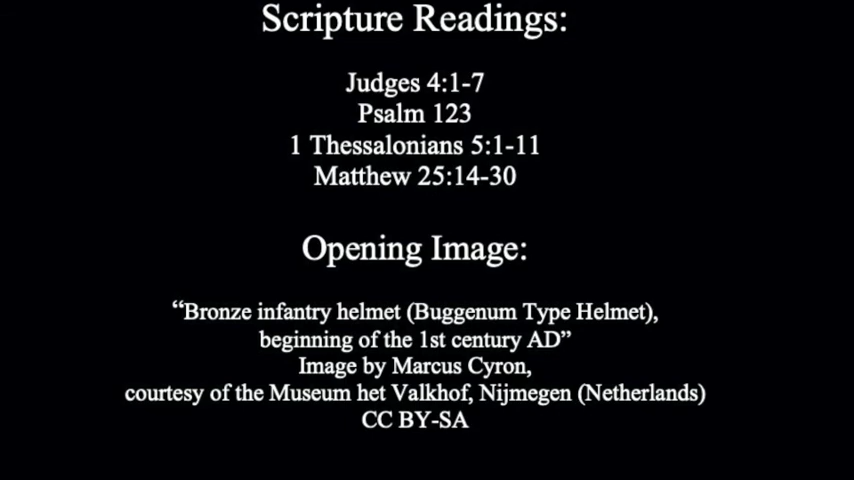 Scripture Readings:
Judges 4:1-7
Psalm 123
1 Thessalonians 5:1-11
Matthew 25:14-30
Opening Image:
“Bronze infantry helmet (Buggenum Type Helmet),
beginning of the 1st century AD”
Image by Marcus Cyron,
courtesy of the Museum het Valkhof, Nijmegen (Netherlands)
CC BY-SA